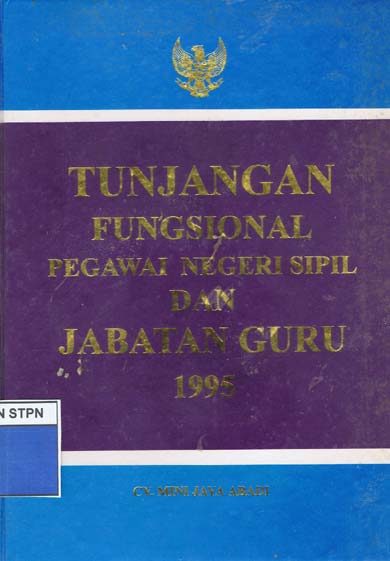 TUNJANGAN
FUNGSIONAL
PEGAWAI NEGERI SIPIL
DAN
JABATAN GURU
1995
N STPN
CV. MINI JAYA ABADI